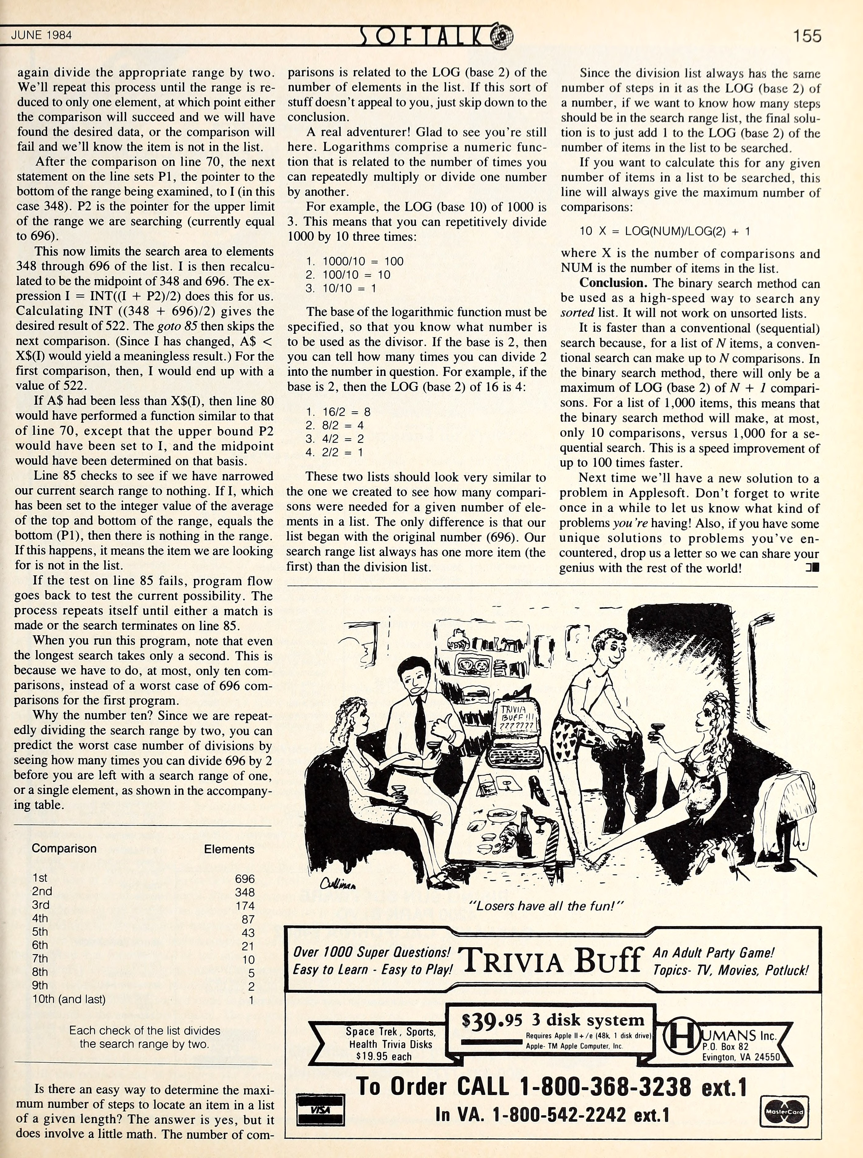 JUNE 1984
SOFTALK
155
again divide the appropriate range by two.
We'll repeat this process until the range is re-
duced to only one element, at which point either
the comparison will succeed and we will have
found the desired data, or the comparison will
fail and we'll know the item is not in the list.
After the comparison on line 70, the next
statement on the line sets P1, the pointer to the
bottom of the range being examined, to I (in this
case 348). P2 is the pointer for the upper limit
of the range we are searching (currently equal
to 696).
This now limits the search area to elements
348 through 696 of the list. I is then recalcu-
lated to be the midpoint of 348 and 696. The ex-
pression I = INT((I + P2)/2) does this for us.
Calculating INT ((348 + 696)/2) gives the
desired result of 522. The goto 85 then skips the
next comparison. (Since I has changed, A$ <
X$(I) would yield a meaningless result.) For the
first comparison, then, I would end up with a
value of 522.
If A$ had been less than X$(I), then line 80
would have performed a function similar to that
of line 70, except that the upper bound P2
would have been set to I, and the midpoint
would have been determined on that basis.
Line 85 checks to see if we have narrowed
our current search range to nothing. If I, which
has been set to the integer value of the average
of the top and bottom of the range, equals the
bottom (P1), then there is nothing in the range.
If this happens, it means the item we are looking
for is not in the list.
If the test on line 85 fails, program flow
goes back to test the current possibility. The
process repeats itself until either a match is
made or the search terminates on line 85.
When you run this program, note that even
the longest search takes only a second. This is
because we have to do, at most, only ten com-
parisons, instead of a worst case of 696 com-
parisons for the first program.
Why the number ten? Since we are repeat-
edly dividing the search range by two, you can
predict the worst case number of divisions by
seeing how many times you can divide 696 by 2
before you are left with a search range of one,
or a single element, as shown in the accompany-
ing table.
Comparison Elements
1st 696
2nd 348
3rd 174
4th 87
5th 43
6th 21
7th 10
8th 5
9th 2
10th (and last) 1
Each check of the list divides
the search range by two.
Is there an easy way to determine the maxi-
mum number of steps to locate an item in a list
of a given length? The answer is yes, but it
does involve a little math. The number of com-
parisons is related to the LOG (base 2) of the
number of elements in the list. If this sort of
stuff doesn't appeal to you, just skip down to the
conclusion.
A real adventurer! Glad to see you're still
here. Logarithms comprise a numeric func-
tion that is related to the number of times you
can repeatedly multiply or divide one number
by another.
For example, the LOG (base 10) of 1000 is
3. This means that you can repetitively divide
1000 by 10 three times:
1. 1000/10 = 100
2. 100/10 = 10
3. 10/10 = 1
The base of the logarithmic function must be
specified, so that you know what number is
to be used as the divisor. If the base is 2, then
you can tell how many times you can divide 2
into the number in question. For example, if the
base is 2, then the LOG (base 2) of 16 is 4:
1. 16/2 = 8
2. 8/2 = 4
3. 4/2 = 2
4. 2/2 = 1
These two lists should look very similar to
the one we created to see how many compari-
sons were needed for a given number of ele-
ments in a list. The only difference is that our
list began with the original number (696). Our
search range list always has one more item (the
first) than the division list.
Since the division list always has the same
number of steps in it as the LOG (base 2) of
a number, if we want to know how many steps
should be in the search range list, the final solu-
tion is to just add 1 to the LOG (base 2) of the
number of items in the list to be searched.
If you want to calculate this for any given
number of items in a list to be searched, this
line will always give the maximum number of
comparisons:
10 X = LOG(NUM)/LOG(2) + 1
where X is the number of comparisons and
NUM is the number of items in the list.
Conclusion. The binary search method can
be used as a high-speed way to search any
sorted list. It will not work on unsorted lists.
It is faster than a conventional (sequential)
search because, for a list of N items, a conven-
tional search can make up to N comparisons. In
the binary search method, there will only be a
maximum of LOG (base 2) of N + 1 compari-
sons. For a list of 1,000 items, this means that
the binary search method will make, at most,
only 10 comparisons, versus 1,000 for a se-
quential search. This is a speed improvement of
up to 100 times faster.
Next time we'll have a new solution to a
problem in Applesoft. Don't forget to write
once in a while to let us know what kind of
problems you're having! Also, if you have some
unique solutions to problems you've en-
countered, drop us a letter so we can share your
genius with the rest of the world!
TRIVIA
BUFF !!!
???????
Cullinan
"Losers have all the fun!"
Over 1000 Super Questions!
Easy to Learn - Easy to Play!
TRIVIA BUFF
An Adult Party Game!
Topics- TV, Movies, Potluck!
Space Trek, Sports,
Health Trivia Disks
$19.95 each
$39.95 3 disk system
Requires Apple II+/e (48k, 1 disk drive)
Apple- TM Apple Computer, Inc.
HUMANS Inc.
P.O. Box 82
Evington, VA 24550
To Order CALL 1-800-368-3238 ext.1
In VA. 1-800-542-2242 ext.1
VISA
MasterCard